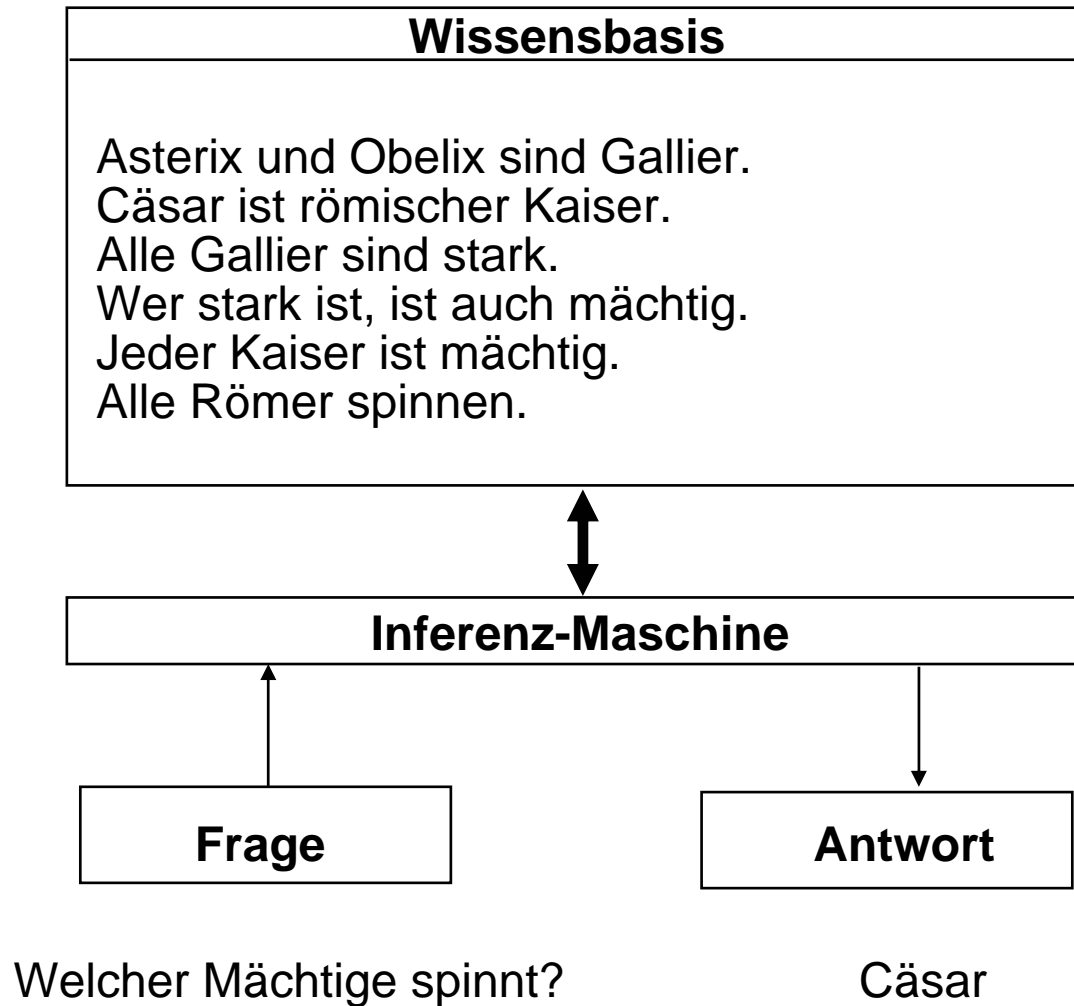 Wissensbasis
Asterix und Obelix sind Gallier.
Cäsar ist römischer Kaiser.
Alle Gallier sind stark.
Wer stark ist, ist auch mächtig.
Jeder Kaiser ist mächtig.
Alle Römer spinnen.
Inferenz-Maschine
Frage
Antwort
Welcher Mächtige spinnt?
Cäsar